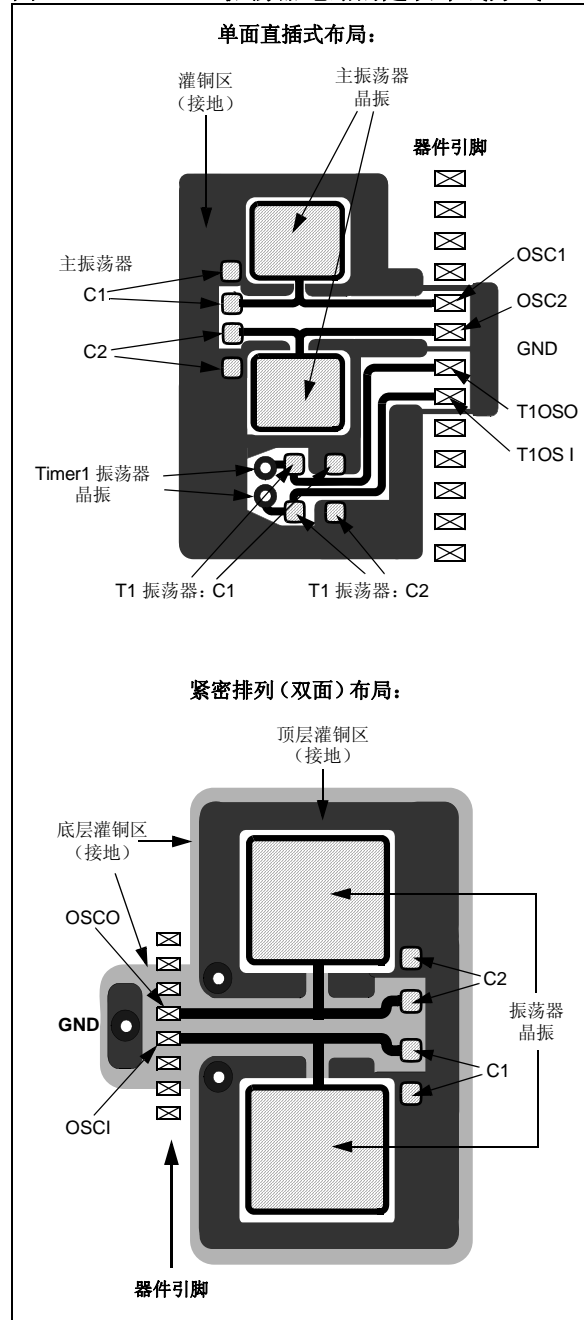 单面直插式布局：
灌铜区
（接地）
主振荡器
晶振
器件引脚
主振荡器
C1
C2
OSC1
OSC2
GND
T1OSO
T1OS I
Timer1 振荡器
晶振
T1 振荡器：C1
T1 振荡器：C2
紧密排列（双面）布局：
顶层灌铜区
（接地）
底层灌铜区
（接地）
OSCO
GND
OSCI
C2
振荡器
晶振
C1
器件引脚